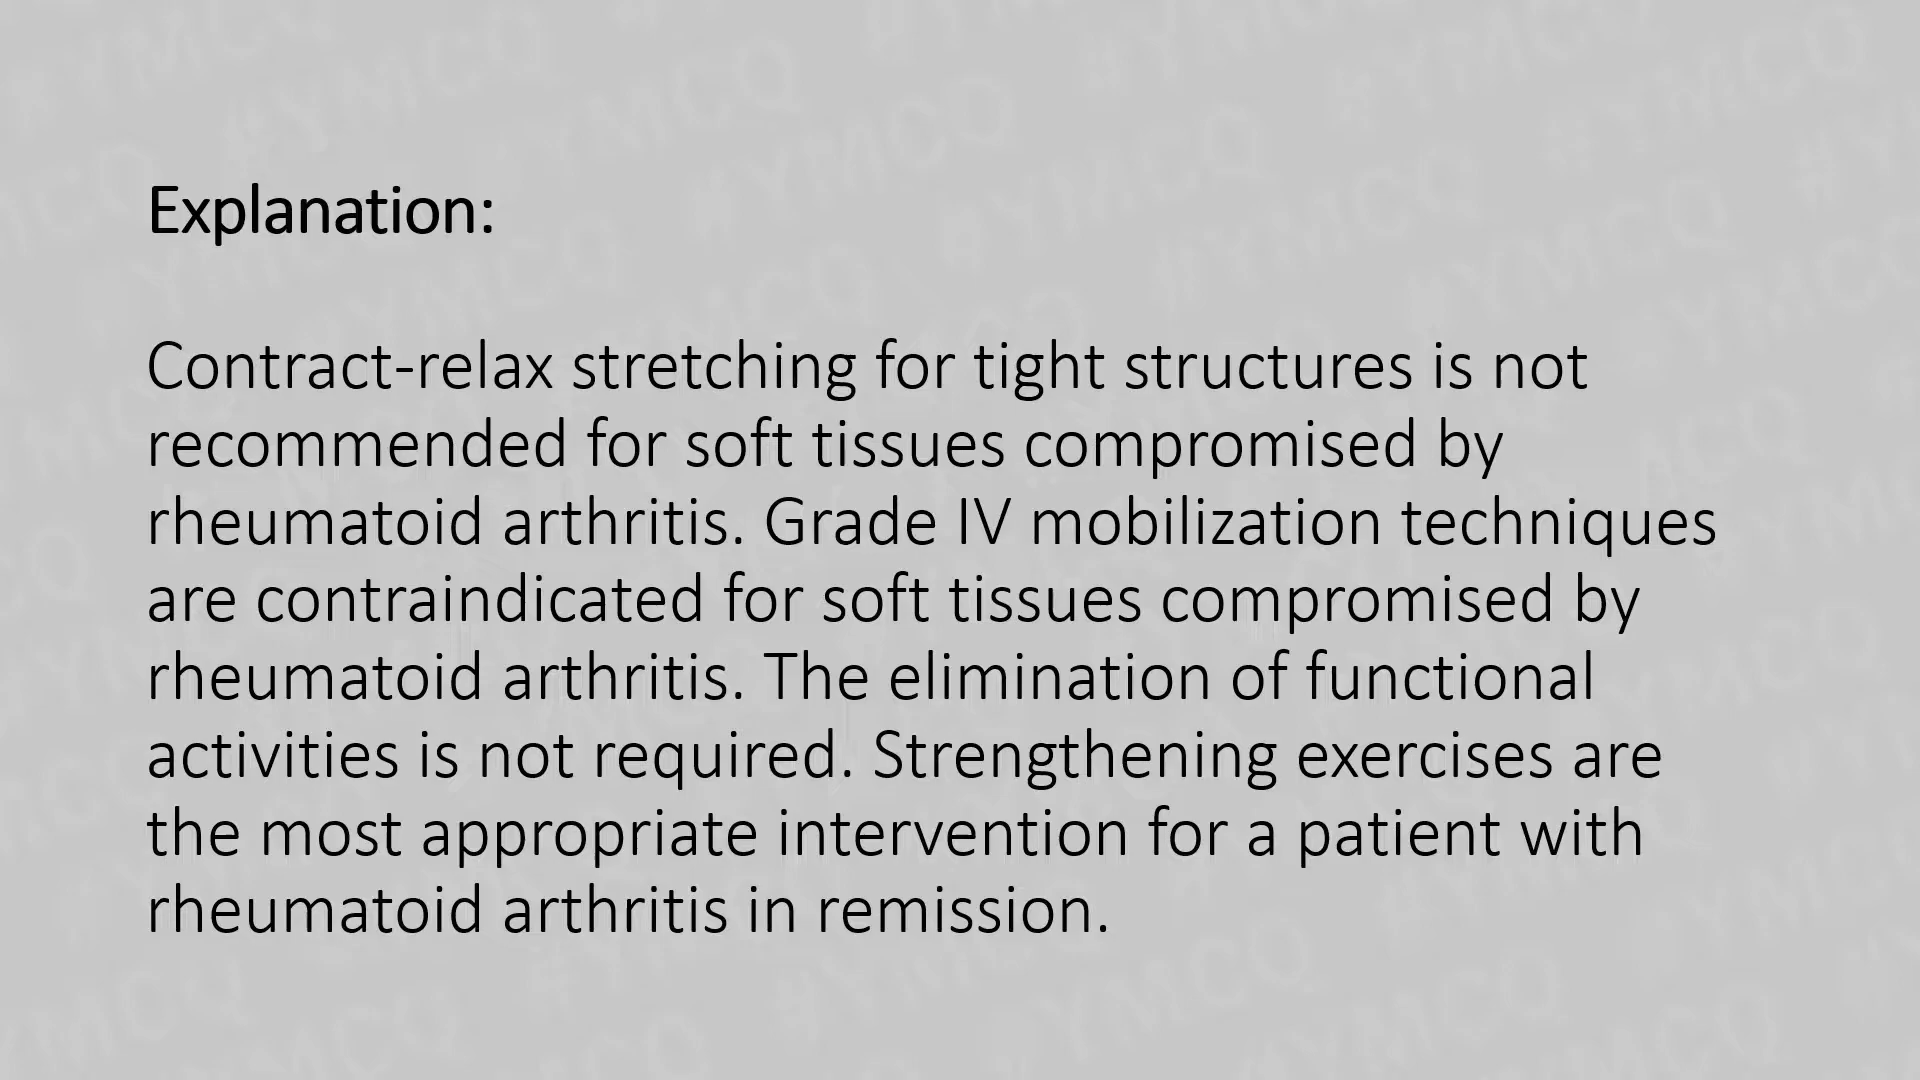 Explanation:
Contract-relax stretching for tight structures is not
recommended for soft tissues compromised by
rheumatoid arthritis. Grade IV mobilization techniques
are contraindicated for soft tissues compromised by
rheumatoid arthritis. The elimination of functional
activities is not required. Strengthening exercises are
the most appropriate intervention for a patient with
rheumatoid arthritis in remission.
#YMCQ